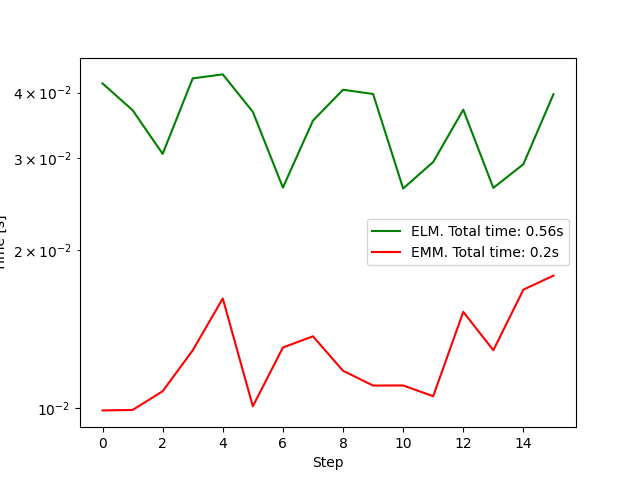 4 × 10⁻²
3 × 10⁻²
2 × 10⁻²
10⁻²
Time [s]
ELM. Total time: 0.56s
EMM. Total time: 0.2s
0 2 4 6 8 10 12 14
Step